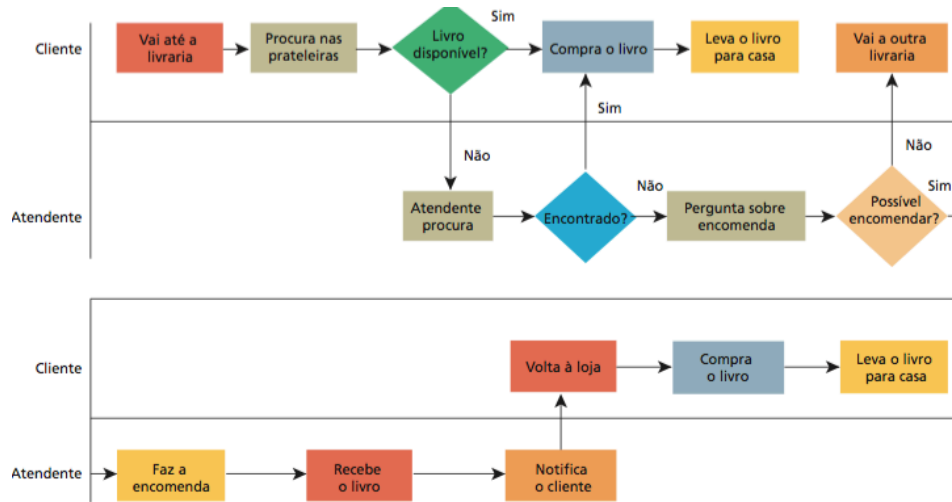 Cliente
Vai até a
livraria
Procura nas
prateleiras
Livro
disponível?
Sim
Compra o livro
Leva o livro
para casa
Vai a outra
livraria
Não
Sim
Não
Atendente
Atendente
procura
Encontrado?
Não
Pergunta sobre
encomenda
Possível
encomendar?
Sim
Cliente
Volta à loja
Compra
o livro
Leva o livro
para casa
Atendente
Faz a
encomenda
Recebe
o livro
Notifica
o cliente